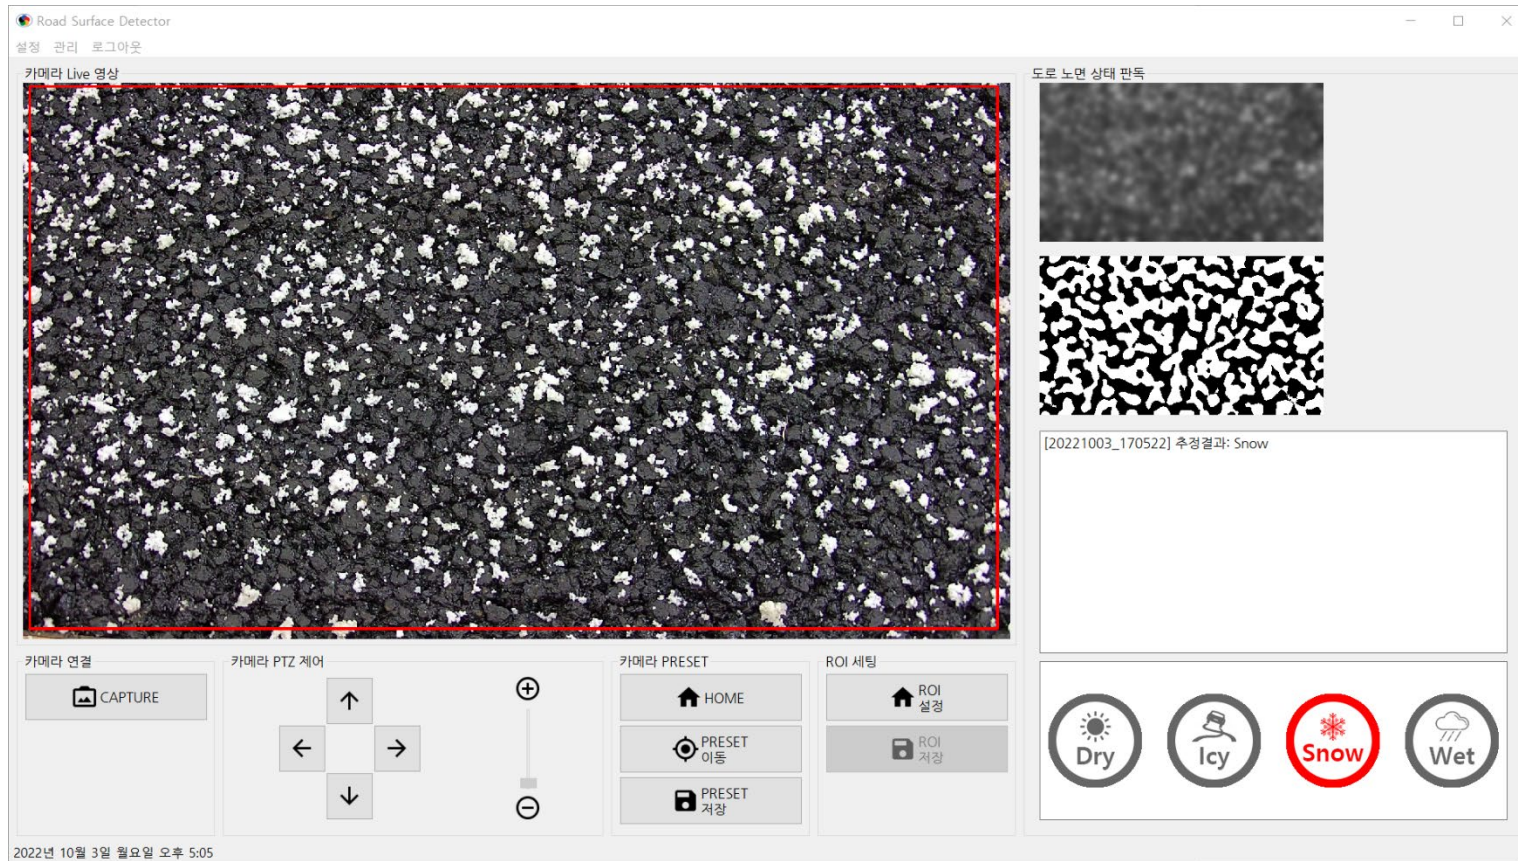 Road Surface Detector
설정 관리 로그아웃
카메라 Live 영상
도로 노면 상태 판독
[20221003_170522] 추정결과: Snow
카메라 연결
CAPTURE
카메라 PTZ 제어
카메라 PRESET
HOME
PRESET
이동
PRESET
저장
ROI 세팅
ROI
설정
ROI
저장
Dry
Icy
Snow
Wet
2022년 10월 3일 월요일 오후 5:05